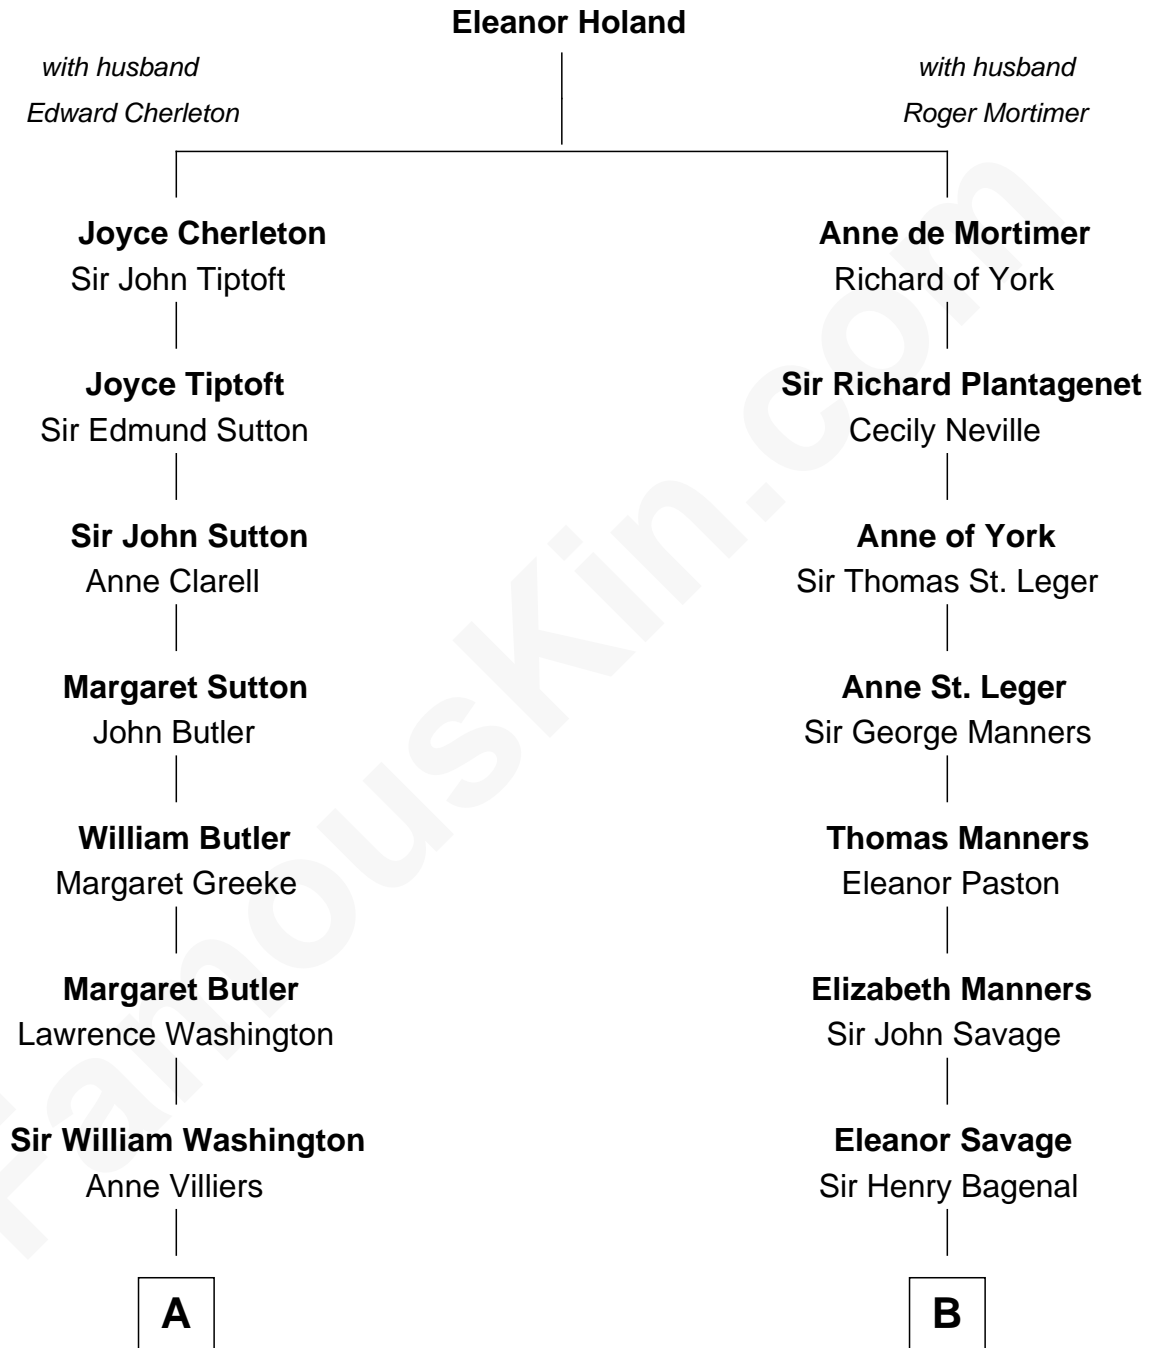 Eleanor Holand
with husband
Edward Cherleton
with husband
Roger Mortimer
Joyce Cherleton
Sir John Tiptoft
Anne de Mortimer
Richard of York
Joyce Tiptoft
Sir Edmund Sutton
Sir Richard Plantagenet
Cecily Neville
Sir John Sutton
Anne Clarell
Anne of York
Sir Thomas St. Leger
Margaret Sutton
John Butler
Anne St. Leger
Sir George Manners
William Butler
Margaret Greeke
Thomas Manners
Eleanor Paston
Margaret Butler
Lawrence Washington
Elizabeth Manners
Sir John Savage
Sir William Washington
Anne Villiers
Eleanor Savage
Sir Henry Bagenal
A
B
FamousKin.com